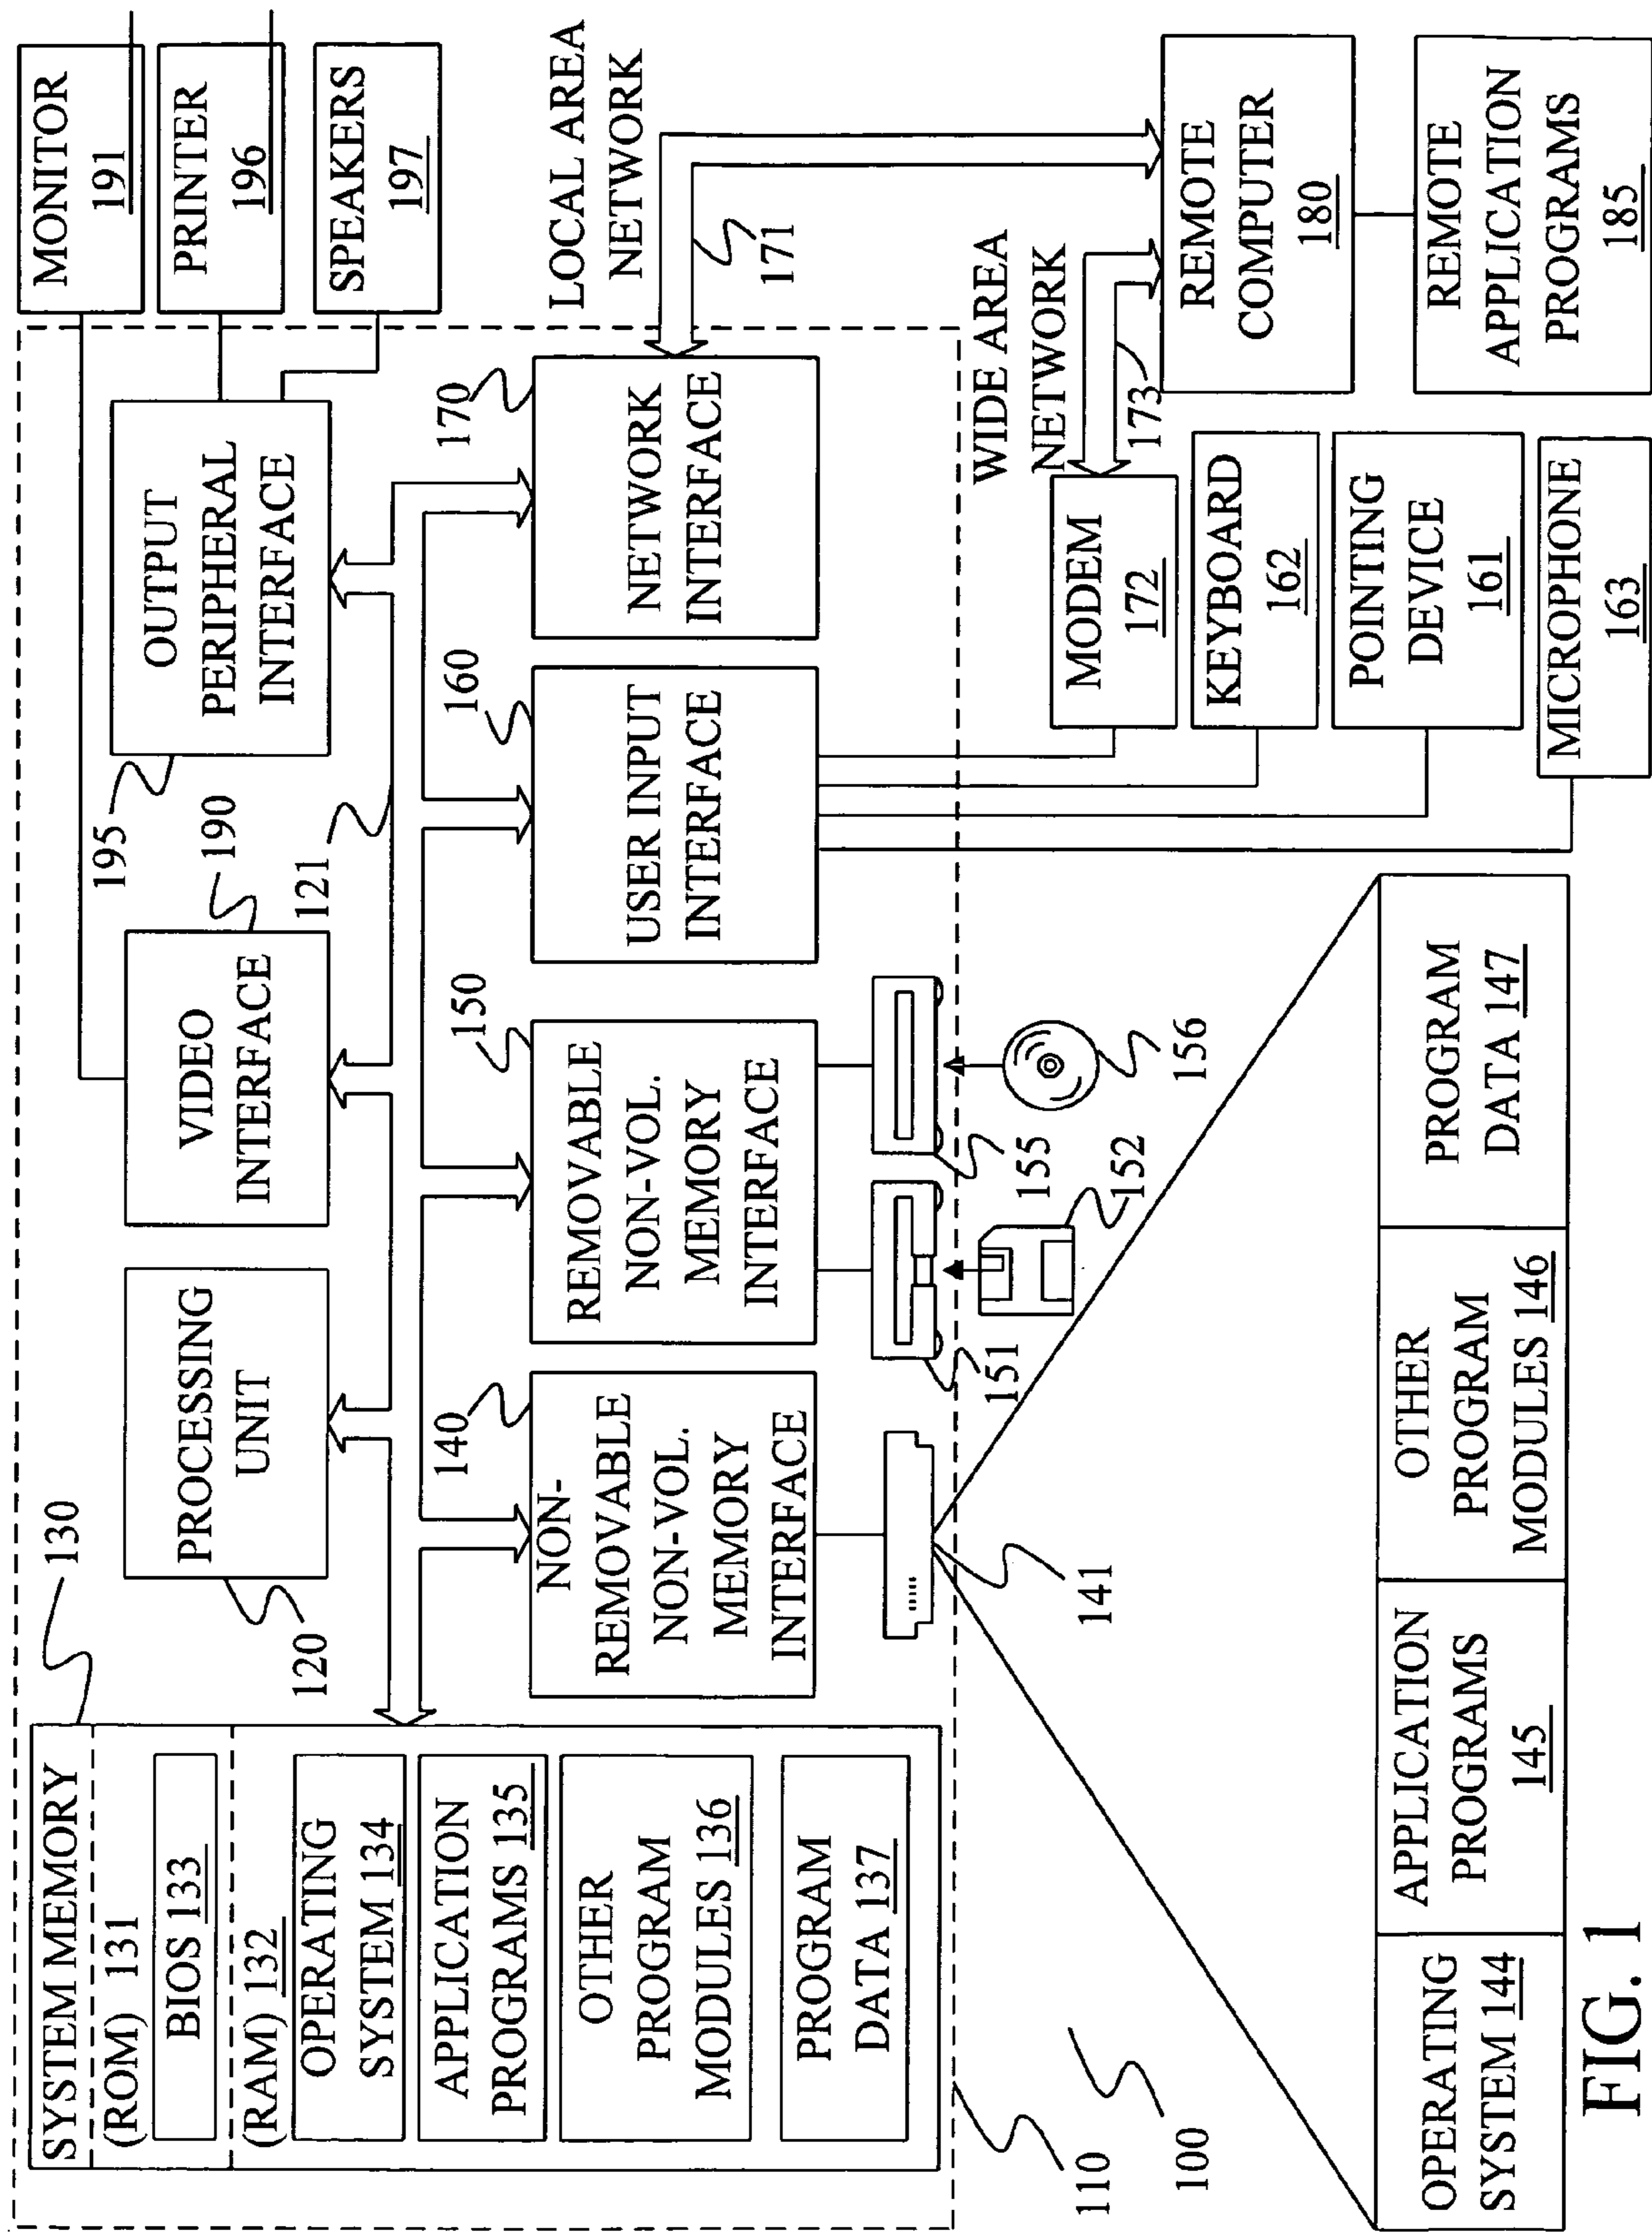 SYSTEM MEMORY
(ROM) 131
BIOS 133
(RAM) 132
OPERATING
SYSTEM 134
APPLICATION
PROGRAMS 135
OTHER
PROGRAM
MODULES 136
PROGRAM
DATA 137
130
PROCESSING
UNIT
120
VIDEO
INTERFACE
190
OUTPUT
PERIPHERAL
INTERFACE
195
121
MONITOR
191
PRINTER
196
SPEAKERS
197
NON-
REMOVABLE
NON-VOL.
MEMORY
INTERFACE
140
REMOVABLE
NON-VOL.
MEMORY
INTERFACE
150
USER INPUT
INTERFACE
160
NETWORK
INTERFACE
170
LOCAL AREA
NETWORK
171
WIDE AREA
NETWORK
173
141
151
152
155
156
MODEM
172
KEYBOARD
162
POINTING
DEVICE
161
MICROPHONE
163
REMOTE
COMPUTER
180
REMOTE
APPLICATION
PROGRAMS
185
110
100
OPERATING
SYSTEM 144
APPLICATION
PROGRAMS
145
OTHER
PROGRAM
MODULES 146
PROGRAM
DATA 147
FIG. 1